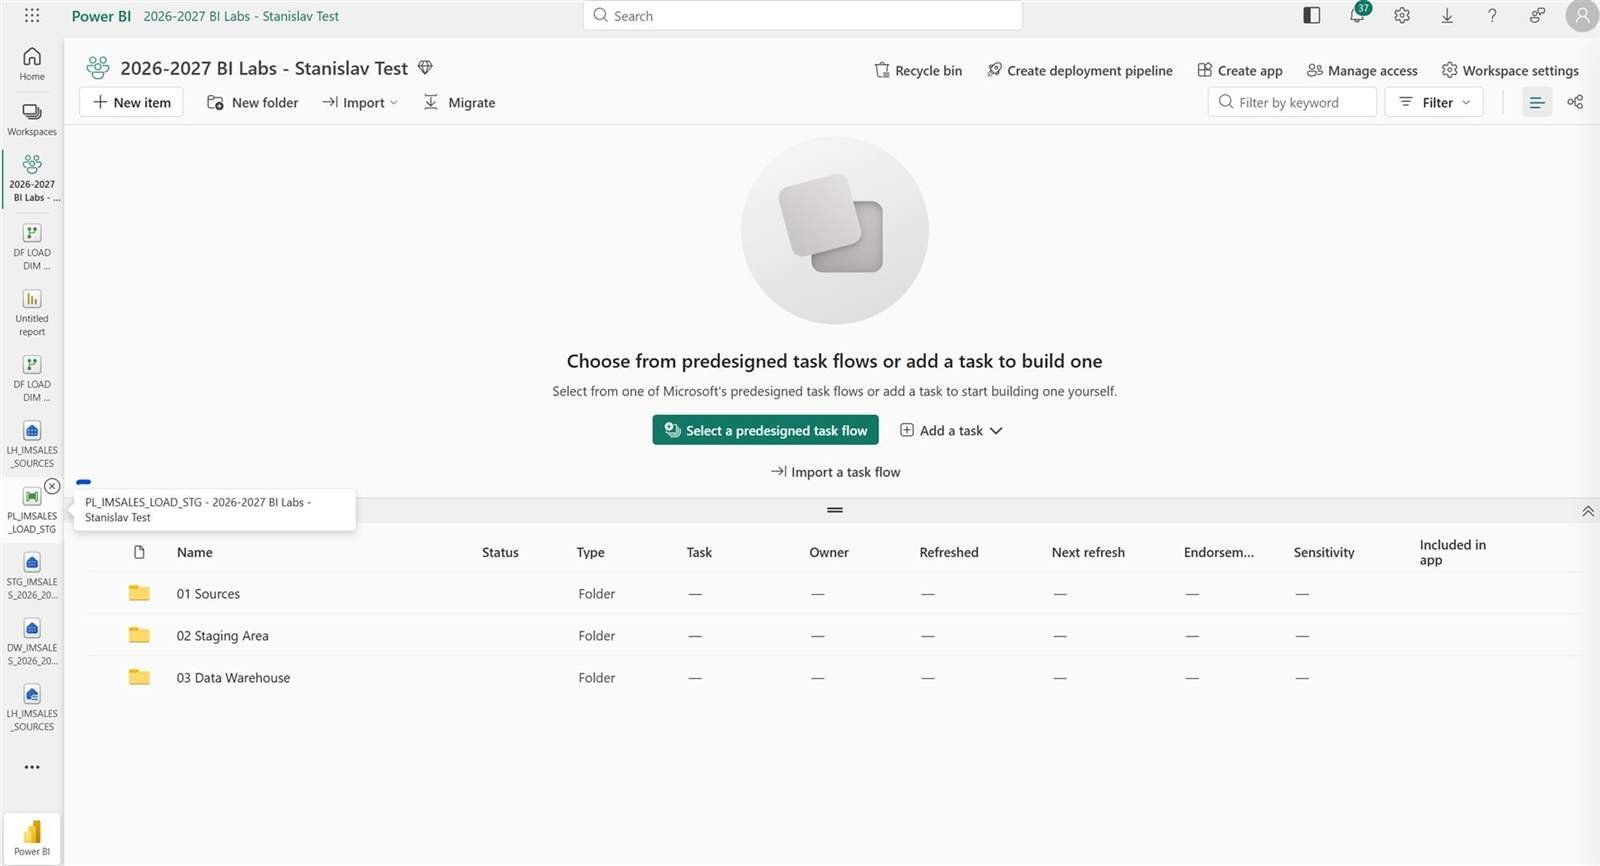 Power BI 2026-2027 BI Labs - Stanislav Test
Search
37
Home
Workspaces
2026-2027
BI Labs - ...
DF LOAD
DIM ...
Untitled
report
DF LOAD
DIM ...
LH_IMSALES
_SOURCES
PL_IMSALES
_LOAD_STG
STG_IMSALE
S_2026_20...
DW_IMSALE
S_2026_20...
LH_IMSALES
_SOURCES
Power BI
2026-2027 BI Labs - Stanislav Test
Recycle bin Create deployment pipeline Create app Manage access Workspace settings
New item New folder Import Migrate
Filter by keyword Filter
Choose from predesigned task flows or add a task to build one
Select from one of Microsoft's predesigned task flows or add a task to start building one yourself.
Select a predesigned task flow Add a task
Import a task flow
PL_IMSALES_LOAD_STG - 2026-2027 BI Labs -
Stanislav Test
Name Status Type Task Owner Refreshed Next refresh Endorsem... Sensitivity Included in
app
01 Sources Folder — — — — — —
02 Staging Area Folder — — — — — —
03 Data Warehouse Folder — — — — — —